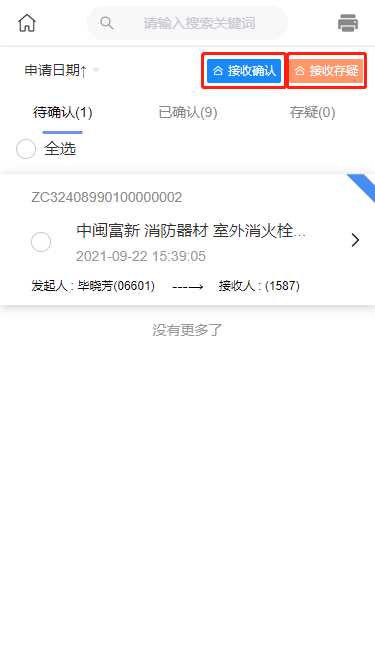 请输入搜索关键词
申请日期↑ 接收确认 接收存疑
待确认(1) 已确认(9) 存疑(0)
全选
ZC32408990100000002
中闽富新 消防器材 室外消火栓...
2021-09-22 15:39:05
发起人 : 毕晓芳(06601) ----→ 接收人 : (1587)
没有更多了